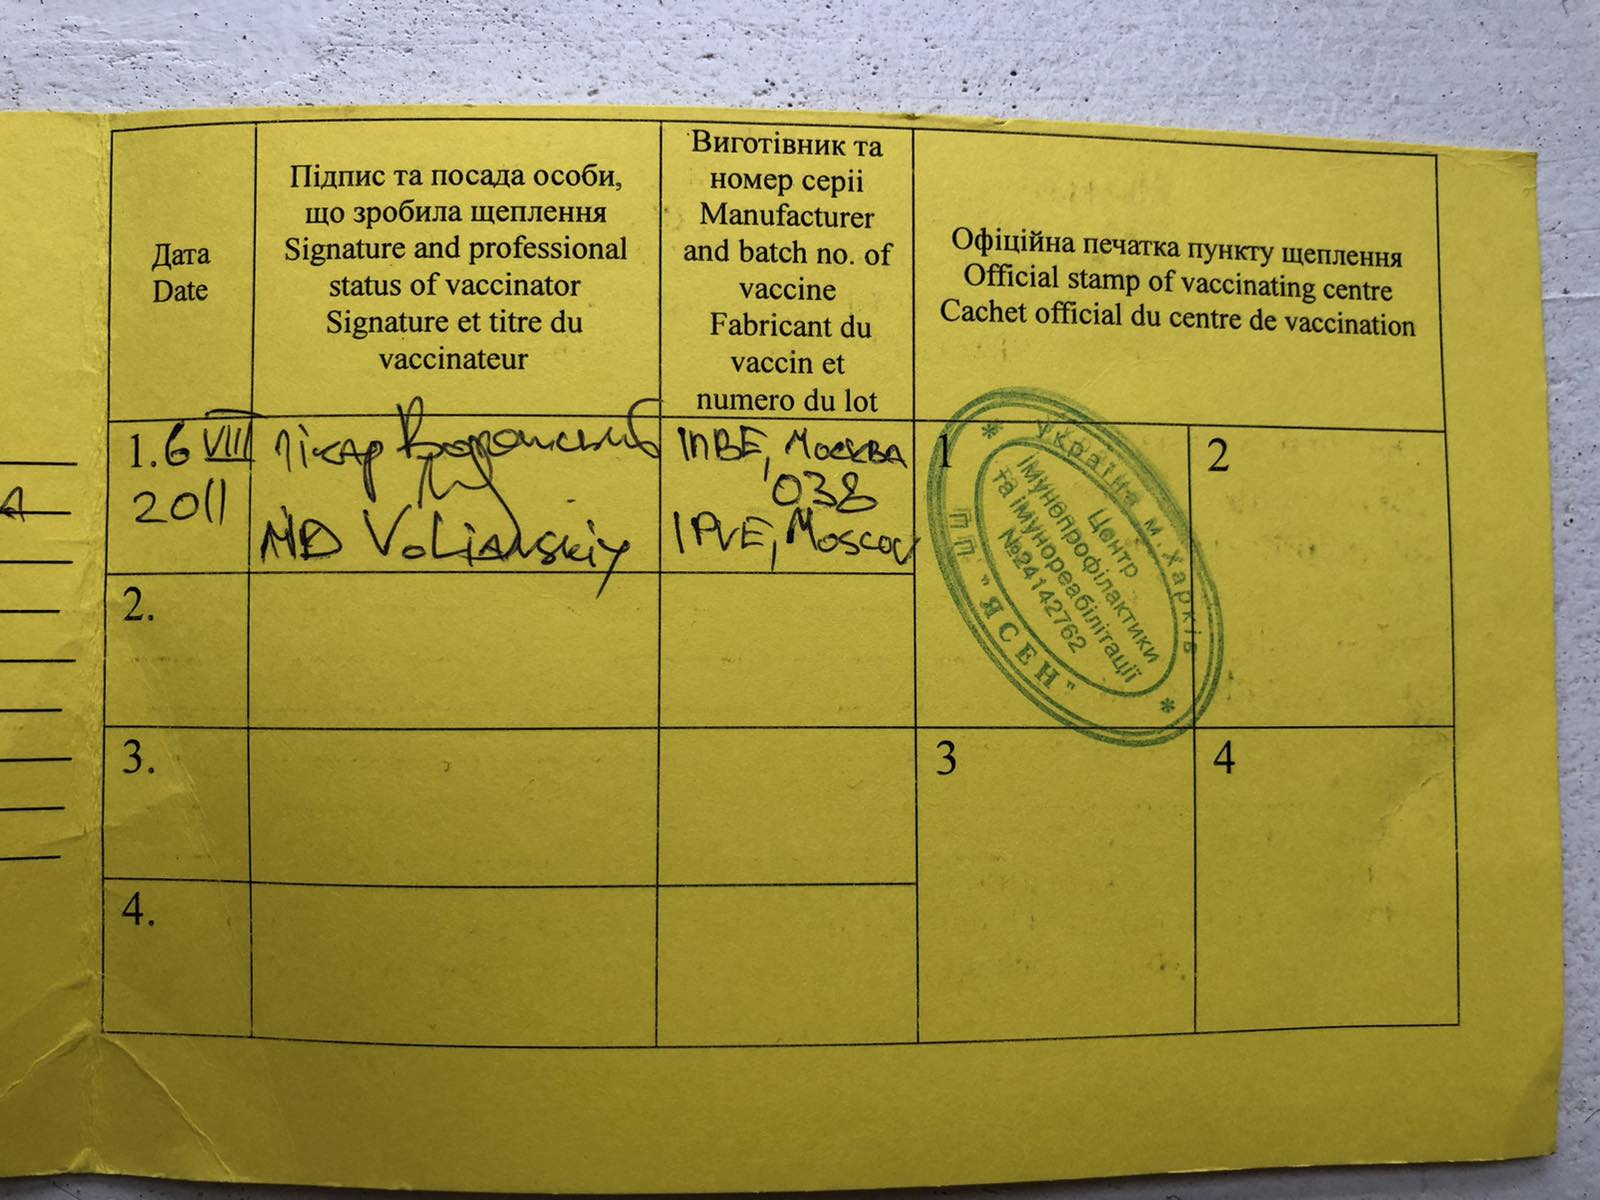 Дата
Date
Підпис та посада особи,
що зробила щеплення
Signature and professional
status of vaccinator
Signature et titre du
vaccinateur
Виготівник та
номер серії
Manufacturer
and batch no. of
vaccine
Fabricant du
vaccin et
numero du lot
Офіційна печатка пункту щеплення
Official stamp of vaccinating centre
Cachet official du centre de vaccination
1. 6 VIII
2011
лікар
MD Volianskiy
ІПВЕ, Москва
038
IPVE, Moscow
1
2
Україна м. Харків
Центр
імунопрофілактики
та імунореабілітації
№24142762
ПП "ЯСЕН"
2.
3.
3
4
4.